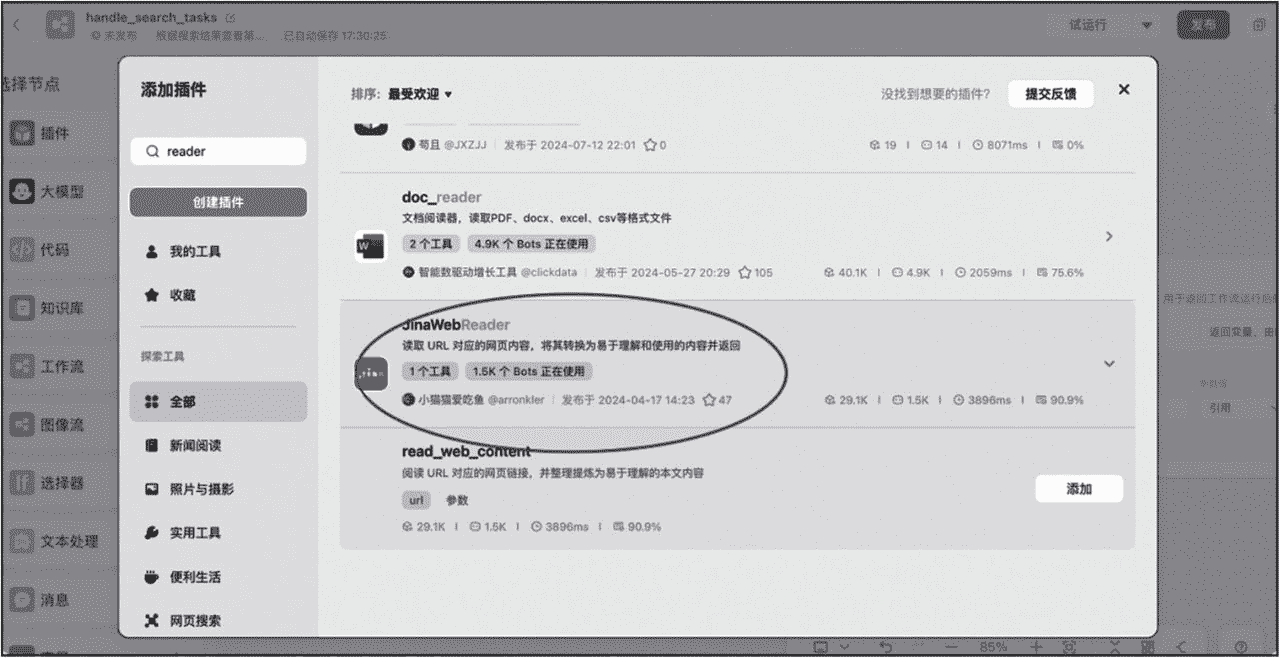 handle_search_tasks
未发布 根据搜索结果查看第... 已自动保存 17:30:25
试运行
发布
选择节点
插件
大模型
代码
知识库
工作流
图像流
选择器
文本处理
消息
添加插件
reader
创建插件
我的工具
收藏
探索工具
全部
新闻阅读
照片与摄影
实用工具
便利生活
网页搜索
排序: 最受欢迎
没找到想要的插件?
提交反馈
苟且 @JXZJJ 发布于 2024-07-12 22:01 0
19 14 8071ms 0%
doc_reader
文档阅读器，读取PDF、docx、excel、csv等格式文件
2 个工具 4.9K 个 Bots 正在使用
智能数驱动增长工具 @clickdata 发布于 2024-05-27 20:29 105
40.1K 4.9K 2059ms 75.6%
JinaWebReader
读取 URL 对应的网页内容，将其转换为易于理解和使用的内容并返回
1 个工具 1.5K 个 Bots 正在使用
小猫猫爱吃鱼 @arronkler 发布于 2024-04-17 14:23 47
29.1K 1.5K 3896ms 90.9%
read_web_content
阅读 URL 对应的网页链接，并整理提炼为易于理解的本文内容
url 参数
29.1K 1.5K 3896ms 90.9%
添加
用于返回工作流运行后
返回变量、由
引用
85%